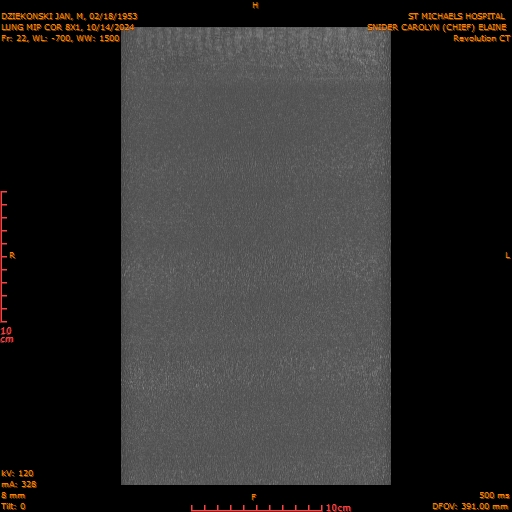 H
DZIEKONSKI JAN, M, 02/18/1953
LUNG MIP COR 8X1, 10/14/2024
Fr: 22, WL: -700, WW: 1500
ST MICHAELS HOSPITAL
SNIDER CAROLYN (CHIEF) ELAINE
Revolution CT
R
L
10
cm
kV: 120
mA: 328
8 mm
Tilt: 0
F
10cm
500 ms
DFOV: 391.00 mm